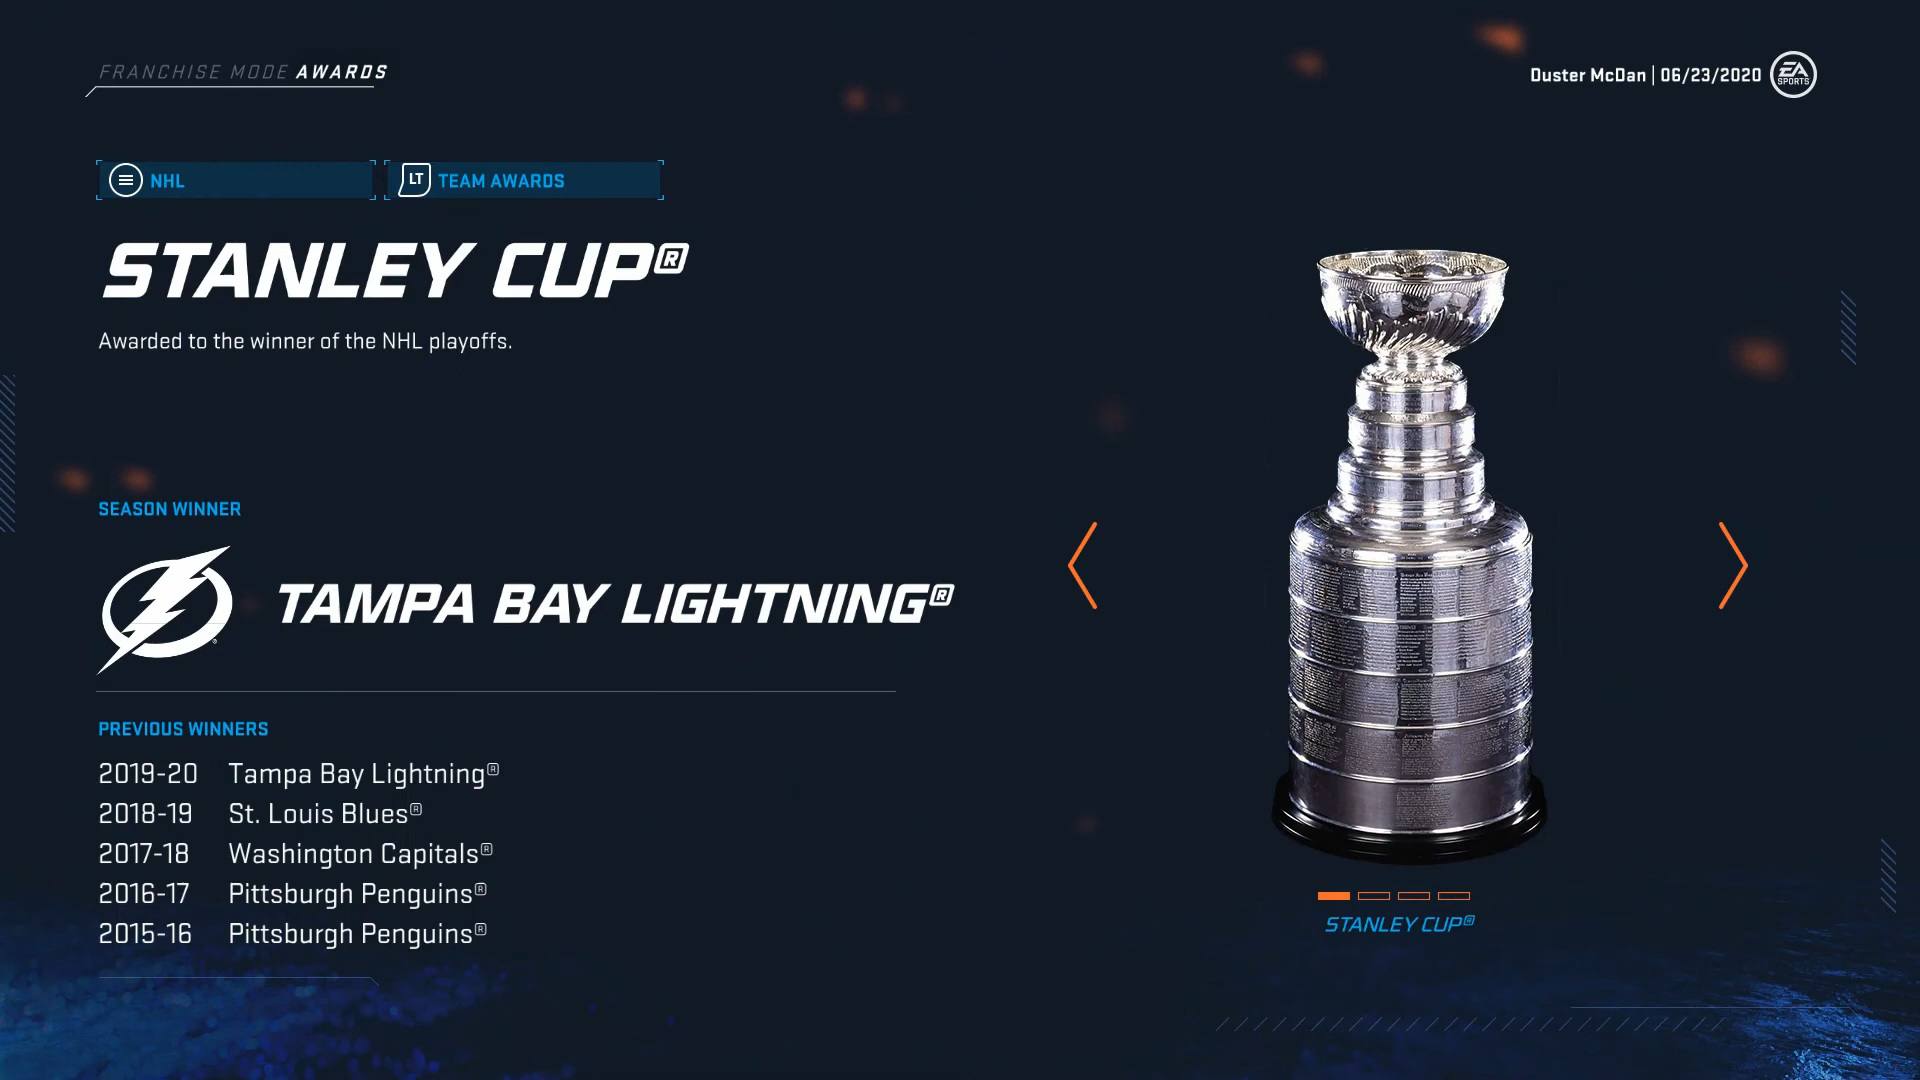 FRANCHISE MODE AWARDS
Duster McDan | 06/23/2020
EA SPORTS
NHL
LT TEAM AWARDS
STANLEY CUP®
Awarded to the winner of the NHL playoffs.
SEASON WINNER
TAMPA BAY LIGHTNING®
PREVIOUS WINNERS
2019-20 Tampa Bay Lightning®
2018-19 St. Louis Blues®
2017-18 Washington Capitals®
2016-17 Pittsburgh Penguins®
2015-16 Pittsburgh Penguins®
STANLEY CUP®